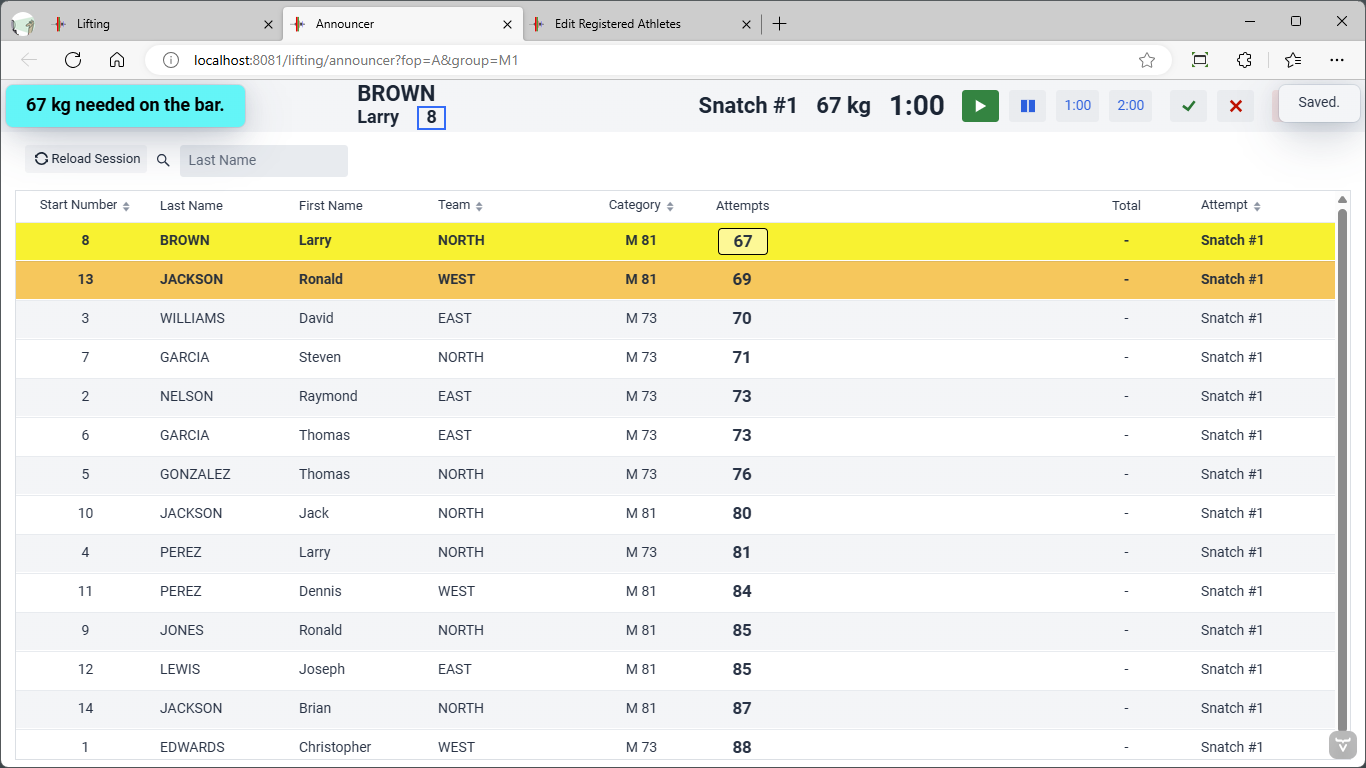 Lifting
Announcer
Edit Registered Athletes
localhost:8081/lifting/announcer?fop=A&group=M1
67 kg needed on the bar.
BROWN
Larry 8
Snatch #1 67 kg 1:00
1:00 2:00
Saved.
Reload Session Last Name
Start Number Last Name First Name Team Category Attempts Total Attempt
8 BROWN Larry NORTH M 81 67 - Snatch #1
13 JACKSON Ronald WEST M 81 69 - Snatch #1
3 WILLIAMS David EAST M 73 70 - Snatch #1
7 GARCIA Steven NORTH M 73 71 - Snatch #1
2 NELSON Raymond EAST M 73 73 - Snatch #1
6 GARCIA Thomas EAST M 73 73 - Snatch #1
5 GONZALEZ Thomas NORTH M 73 76 - Snatch #1
10 JACKSON Jack NORTH M 81 80 - Snatch #1
4 PEREZ Larry NORTH M 73 81 - Snatch #1
11 PEREZ Dennis WEST M 81 84 - Snatch #1
9 JONES Ronald NORTH M 81 85 - Snatch #1
12 LEWIS Joseph EAST M 81 85 - Snatch #1
14 JACKSON Brian NORTH M 81 87 - Snatch #1
1 EDWARDS Christopher WEST M 73 88 - Snatch #1